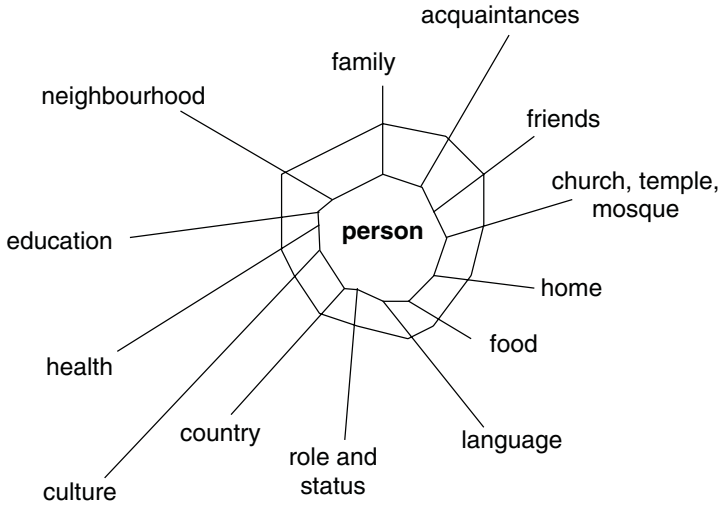 acquaintances
family
neighbourhood
friends
church, temple,
mosque
person
education
home
food
health
country
language
role and
status
culture